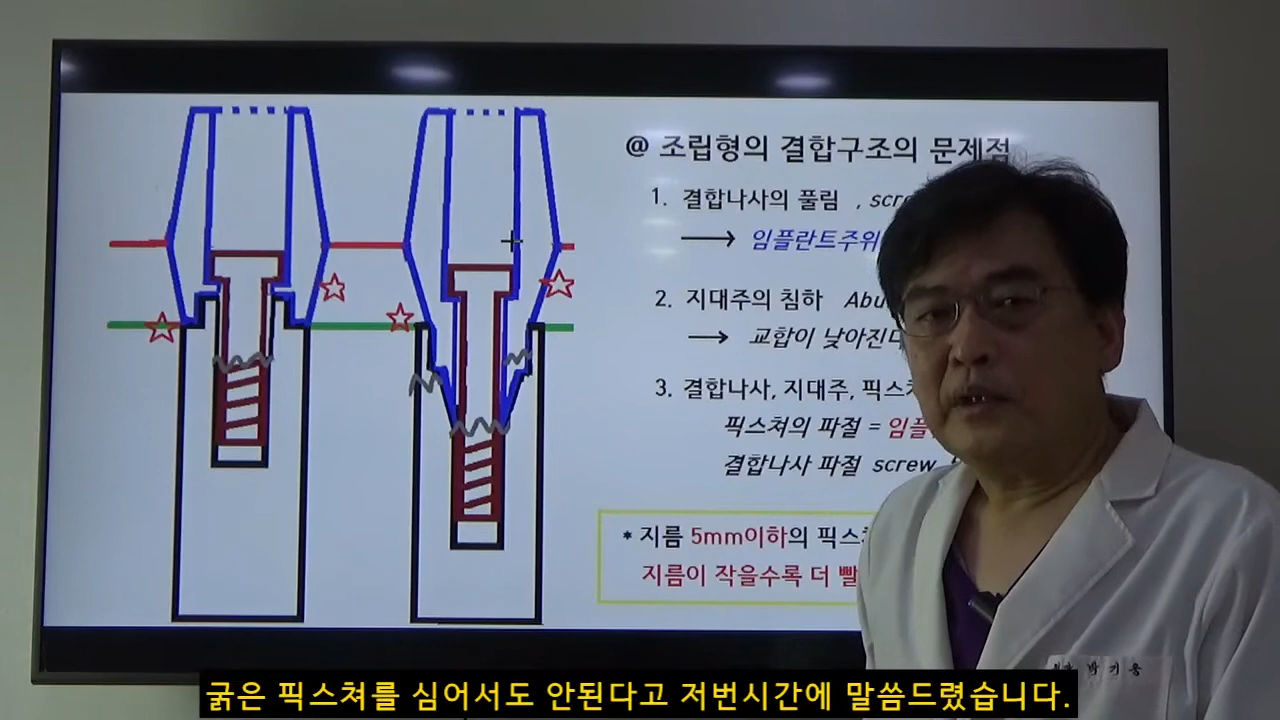 @ 조립형의 결합구조의 문제점
1. 결합나사의 풀림 , scre
⟶ 임플란트주위
2. 지대주의 침하 Abu
→ 교합이 낮아진다
3. 결합나사, 지대주, 픽스쳐
픽스쳐의 파절 = 임플
결합나사 파절 screw
* 지름 5mm이하의 픽스쳐
지름이 작을수록 더 빨
박기웅
굵은 픽스쳐를 심어서도 안된다고 저번시간에 말씀드렸습니다.